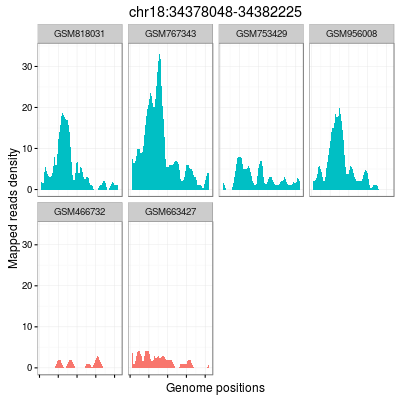 chr18:34378048-34382225
GSM818031 GSM767343 GSM753429 GSM956008
30
20
10
0
GSM466732 GSM663427
30
20
10
0
Mapped reads density
Genome positions